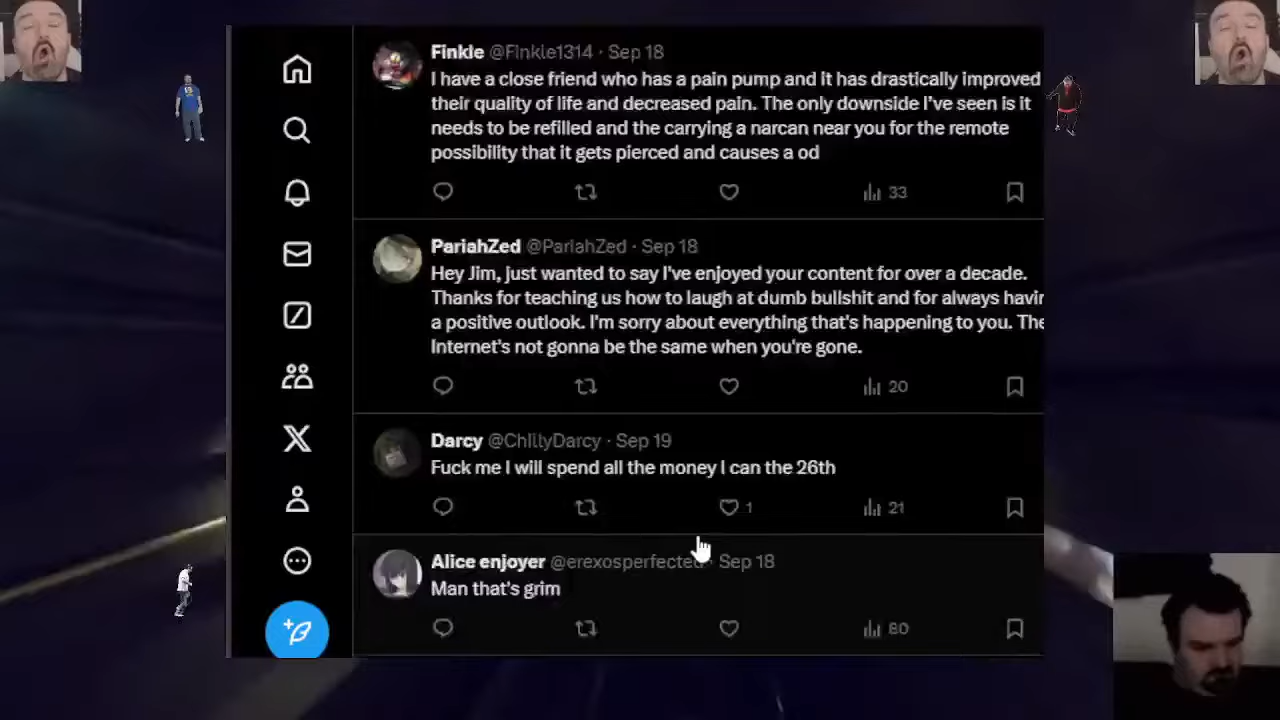 Finkle @Finkle1314 · Sep 18
I have a close friend who has a pain pump and it has drastically improved
their quality of life and decreased pain. The only downside I've seen is it
needs to be refilled and the carrying a narcan near you for the remote
possibility that it gets pierced and causes a od
33
PariahZed @PariahZed · Sep 18
Hey Jim, just wanted to say I've enjoyed your content for over a decade.
Thanks for teaching us how to laugh at dumb bullshit and for always havin
a positive outlook. I'm sorry about everything that's happening to you. The
Internet's not gonna be the same when you're gone.
20
Darcy @ChillyDarcy · Sep 19
Fuck me I will spend all the money I can the 26th
1 21
Alice enjoyer @erexosperfected · Sep 18
Man that's grim
80